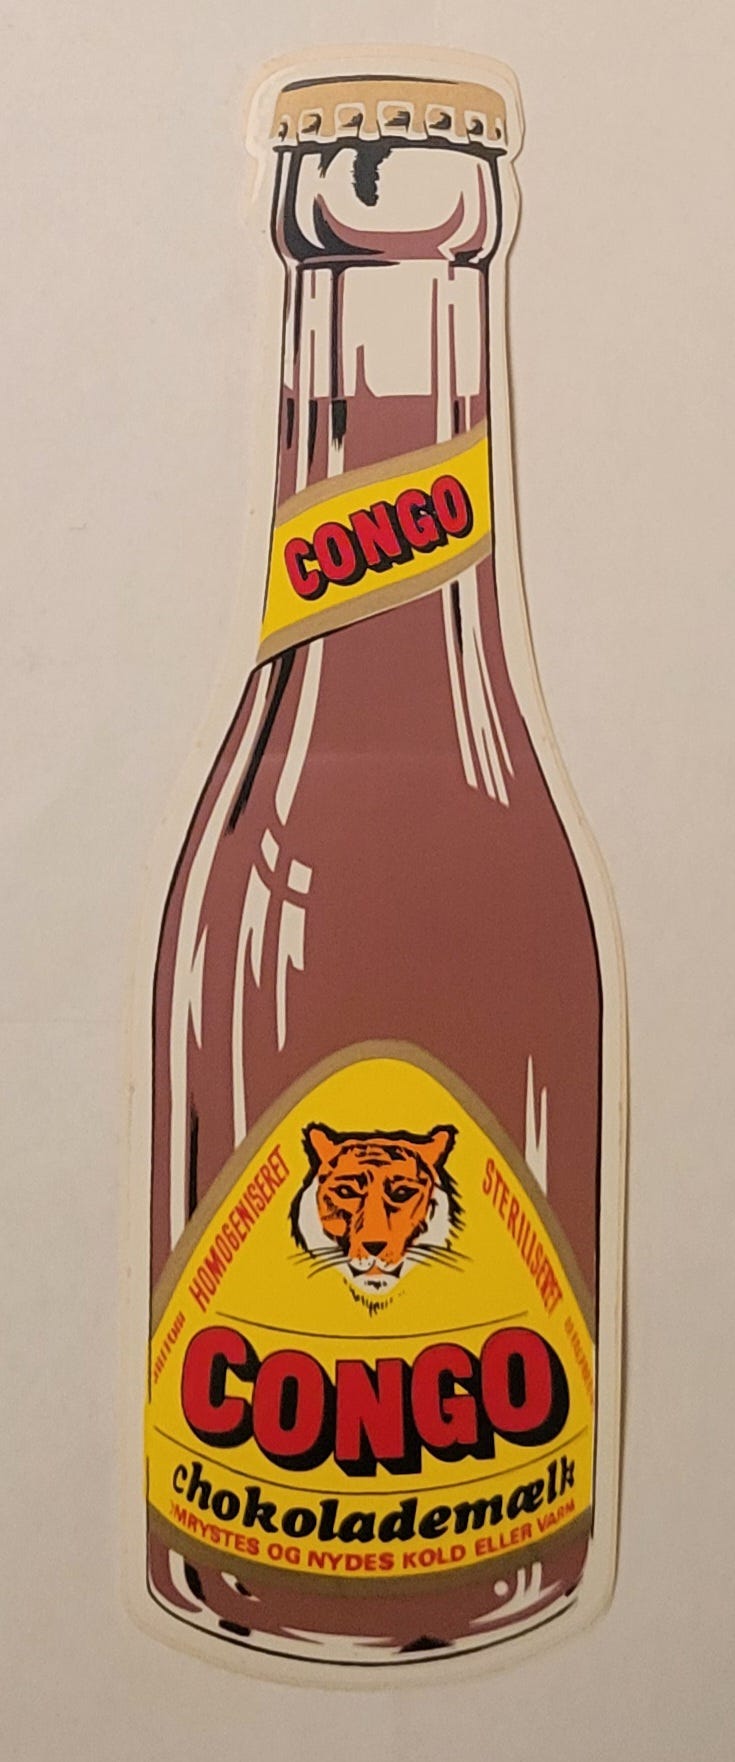 CONGO
HOMOGENISERET
STERILISERET
CONGO
chokolademælk
OMRYSTES OG NYDES KOLD ELLER VARM